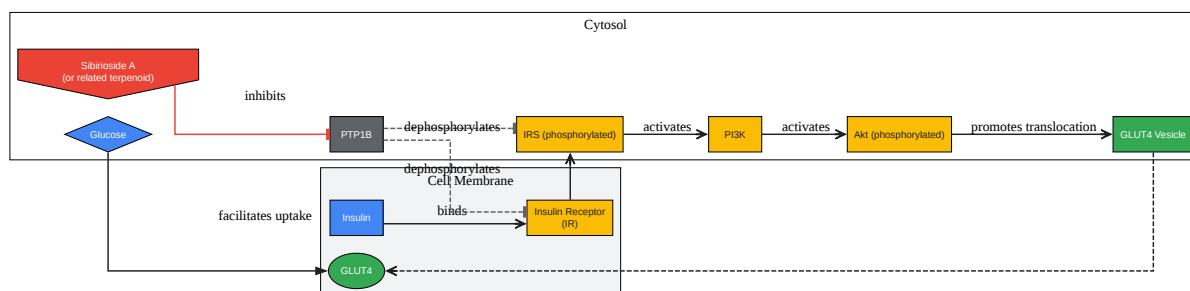 Cytosol
Sibirioside A
(or related terpenoid)
inhibits
Glucose
PTP1B
dephosphorylates
IRS (phosphorylated)
activates
PI3K
activates
Akt (phosphorylated)
promotes translocation
GLUT4 Vesicle
dephosphorylates
Cell Membrane
facilitates uptake
Insulin
binds
Insulin Receptor
(IR)
GLUT4